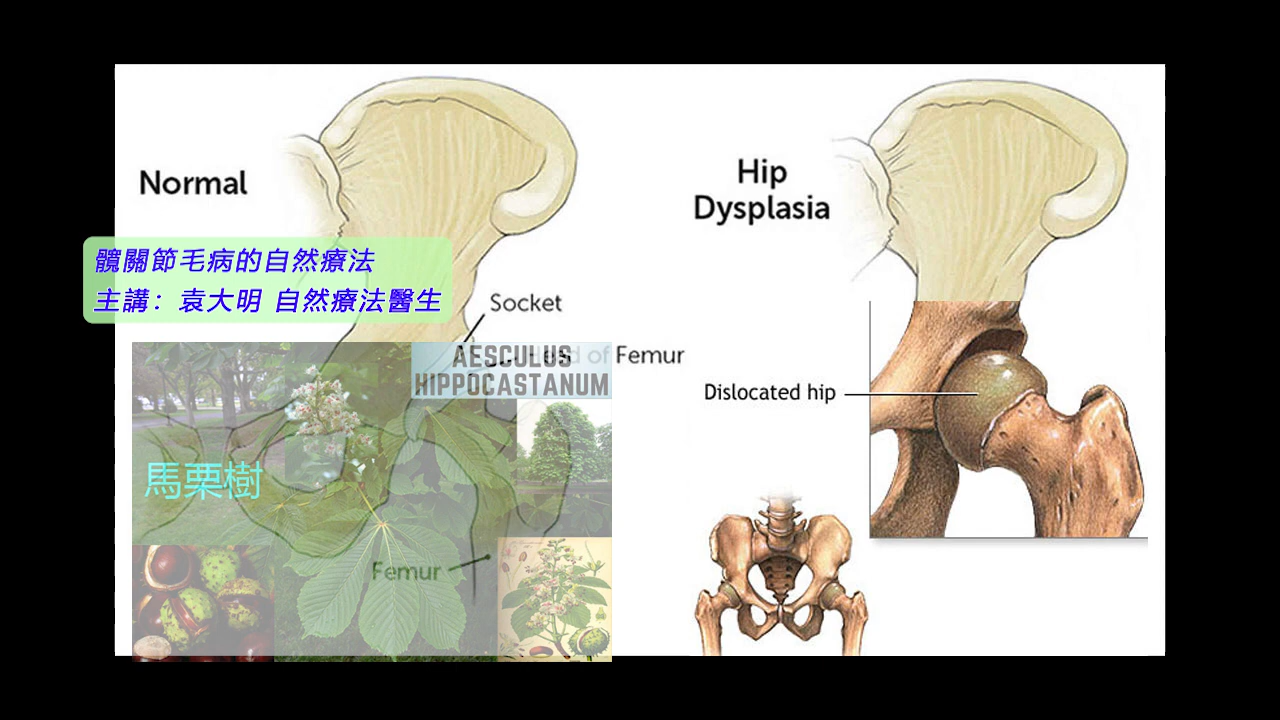 Normal
Hip
Dysplasia
髖關節毛病的自然療法
主講：袁大明 自然療法醫生
Socket
Head of Femur
AESCULUS
HIPPOCASTANUM
Dislocated hip
馬栗樹
Femur